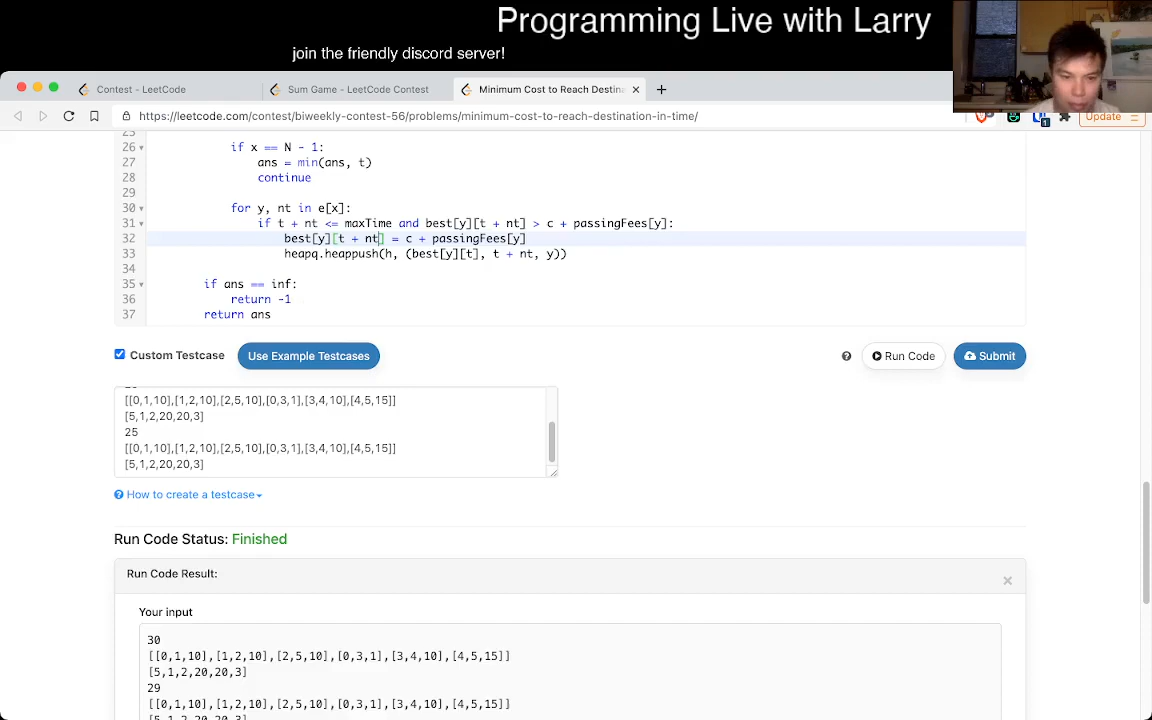 Programming Live with Larry
join the friendly discord server!
Contest - LeetCode
Sum Game - LeetCode Contest
Minimum Cost to Reach Destina
https://leetcode.com/contest/biweekly-contest-56/problems/minimum-cost-to-reach-destination-in-time/
1
Update
25
26 if x == N - 1:
27 ans = min(ans, t)
28 continue
29
30 for y, nt in e[x]:
31 if t + nt <= maxTime and best[y][t + nt] > c + passingFees[y]:
32 best[y][t + nt] = c + passingFees[y]
33 heapq.heappush(h, (best[y][t], t + nt, y))
34
35 if ans == inf:
36 return -1
37 return ans
Custom Testcase
Use Example Testcases
Run Code
Submit
[[0,1,10],[1,2,10],[2,5,10],[0,3,1],[3,4,10],[4,5,15]]
[5,1,2,20,20,3]
25
[[0,1,10],[1,2,10],[2,5,10],[0,3,1],[3,4,10],[4,5,15]]
[5,1,2,20,20,3]
How to create a testcase
Run Code Status: Finished
Run Code Result:
Your input
30
[[0,1,10],[1,2,10],[2,5,10],[0,3,1],[3,4,10],[4,5,15]]
[5,1,2,20,20,3]
29
[[0,1,10],[1,2,10],[2,5,10],[0,3,1],[3,4,10],[4,5,15]]
[5,1,2,20,20,3]